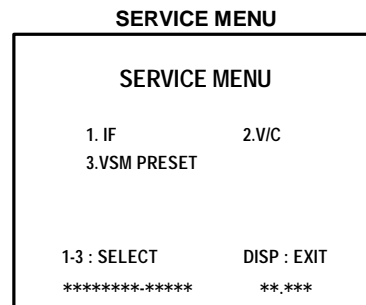 SERVICE MENU
SERVICE MENU
1. IF 2.V/C
3.VSM PRESET
1-3 : SELECT DISP : EXIT
********-***** **.***